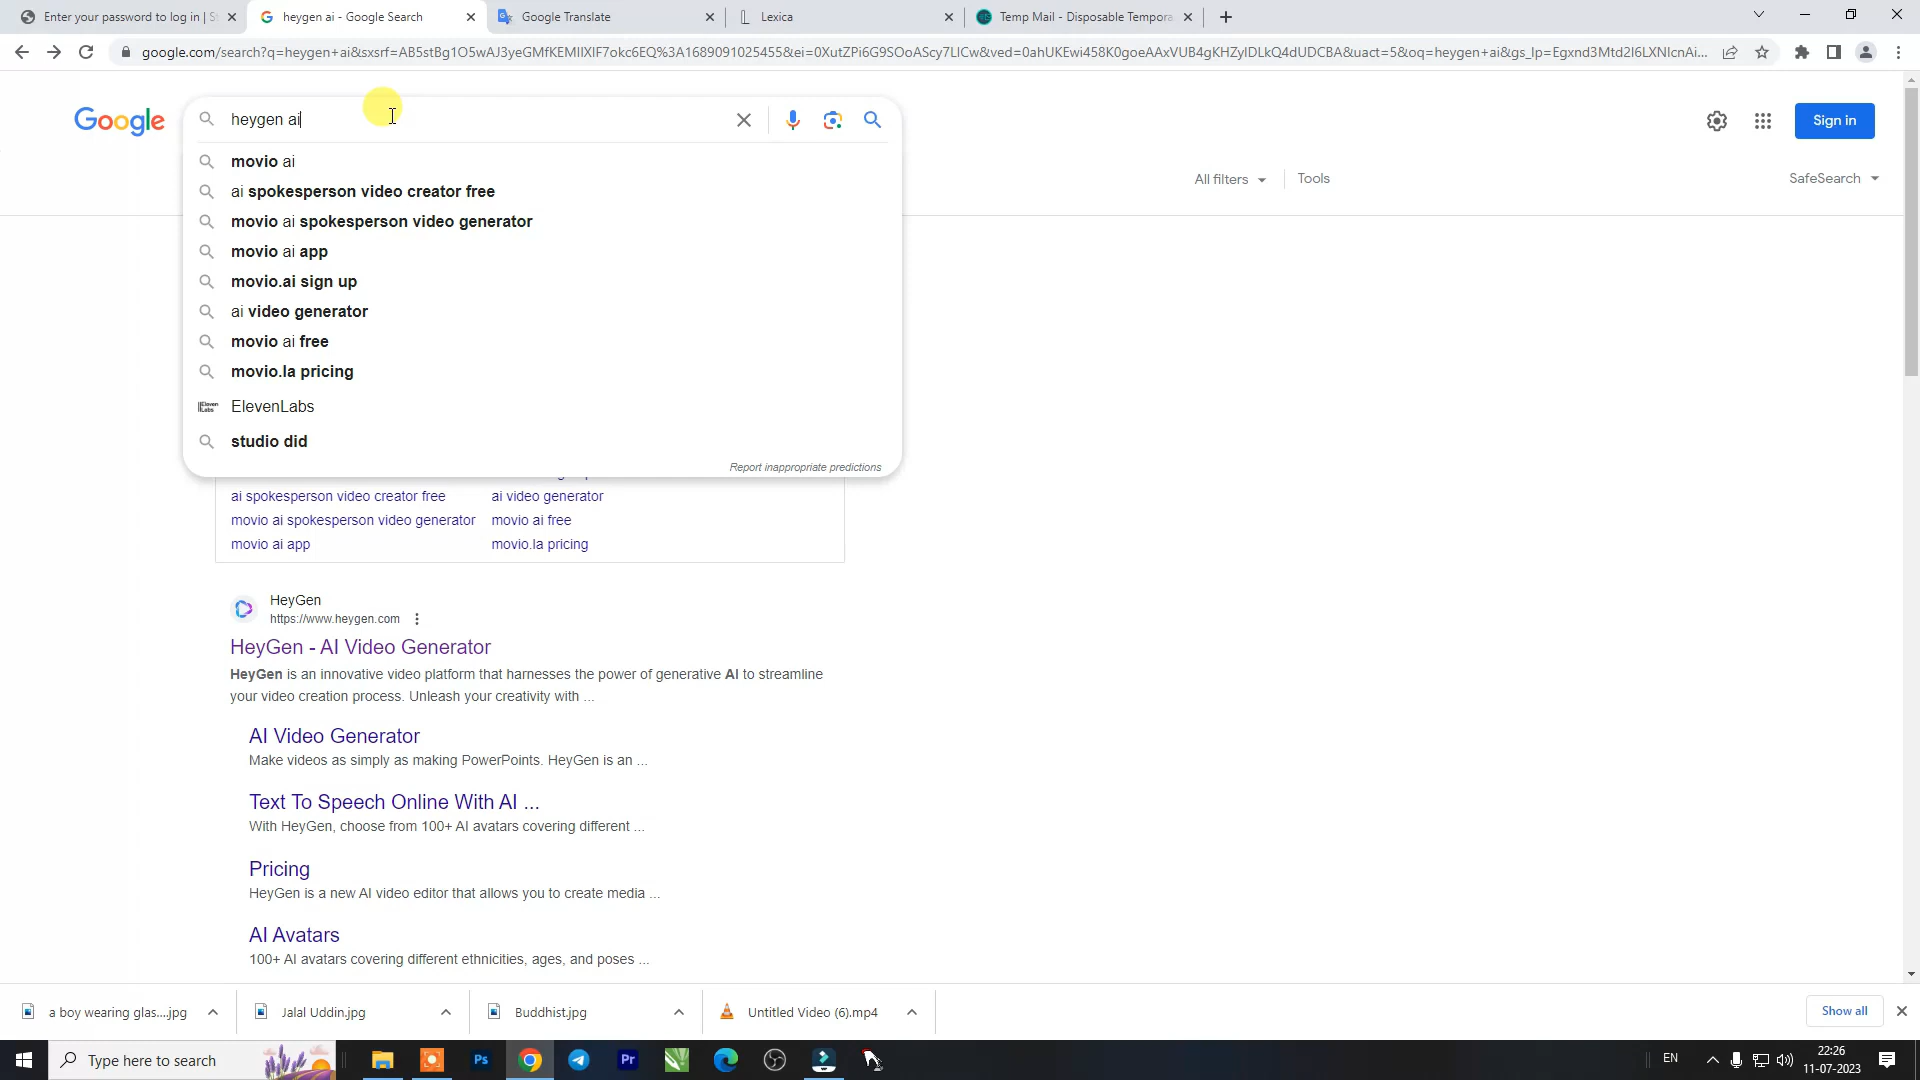 Enter your password to log in | S
heygen ai - Google Search
Google Translate
Lexica
Temp Mail - Disposable Tempora
google.com/search?q=heygen+ai&sxsrf=AB5stBg1O5wAJ3yeGMfKEMIIXIF7okc6EQ%3A1689091025455&ei=0XutZPi6G9SOoAScy7LICw&ved=0ahUKEwi458K0goeAAxVUB4gKHZyIDLkQ4dUDCBA&uact=5&oq=heygen+ai&gs_lp=Egxnd3Mtd2l6LXNlcnAi...
Google
heygen ai
Sign in
movio ai
All filters
Tools
SafeSearch
ai spokesperson video creator free
movio ai spokesperson video generator
movio ai app
movio.ai sign up
ai video generator
movio ai free
movio.la pricing
ElevenLabs
studio did
Report inappropriate predictions
ai spokesperson video creator free
ai video generator
movio ai spokesperson video generator
movio ai free
movio ai app
movio.la pricing
HeyGen
https://www.heygen.com
HeyGen - AI Video Generator
HeyGen is an innovative video platform that harnesses the power of generative AI to streamline
your video creation process. Unleash your creativity with ...
AI Video Generator
Make videos as simply as making PowerPoints. HeyGen is an ...
Text To Speech Online With AI ...
With HeyGen, choose from 100+ AI avatars covering different ...
Pricing
HeyGen is a new AI video editor that allows you to create media ...
AI Avatars
100+ AI avatars covering different ethnicities, ages, and poses ...
a boy wearing glas....jpg
Jalal Uddin.jpg
Buddhist.jpg
Untitled Video (6).mp4
Show all
Type here to search
Ps
Pr
EN
22:26
11-07-2023